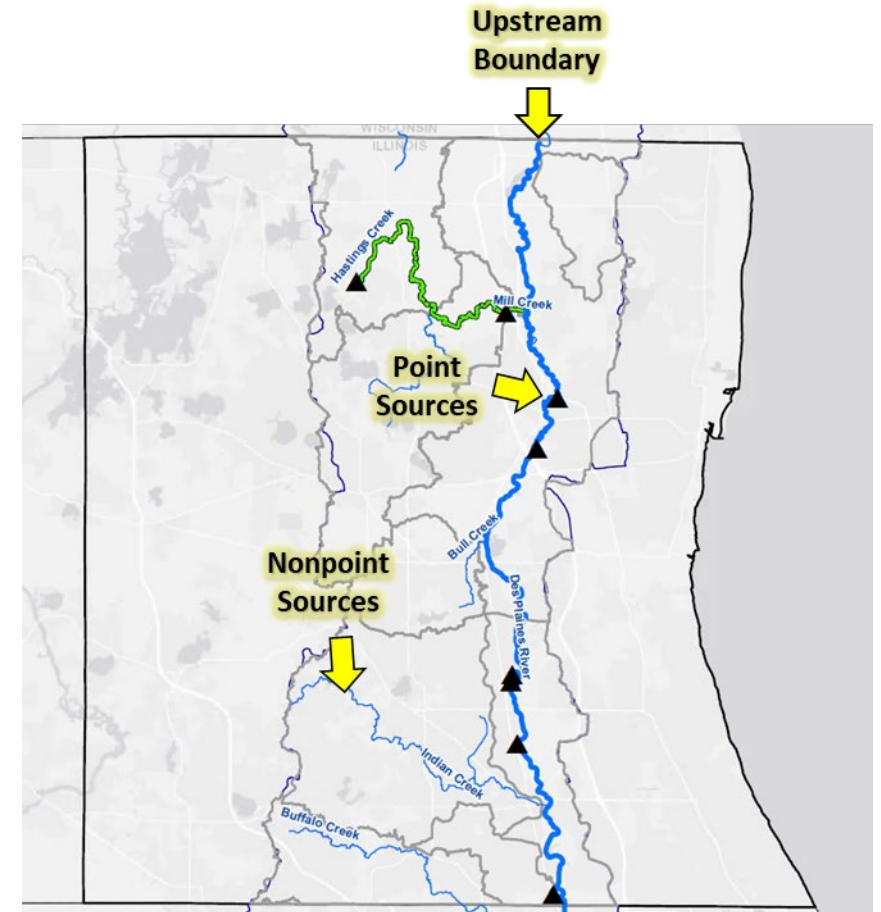 Upstream
Boundary
WISCONSIN
ILLINOIS
Hastings Creek
Mill Creek
Point
Sources
Bull Creek
Nonpoint
Sources
Des Plaines River
Indian Creek
Buffalo Creek